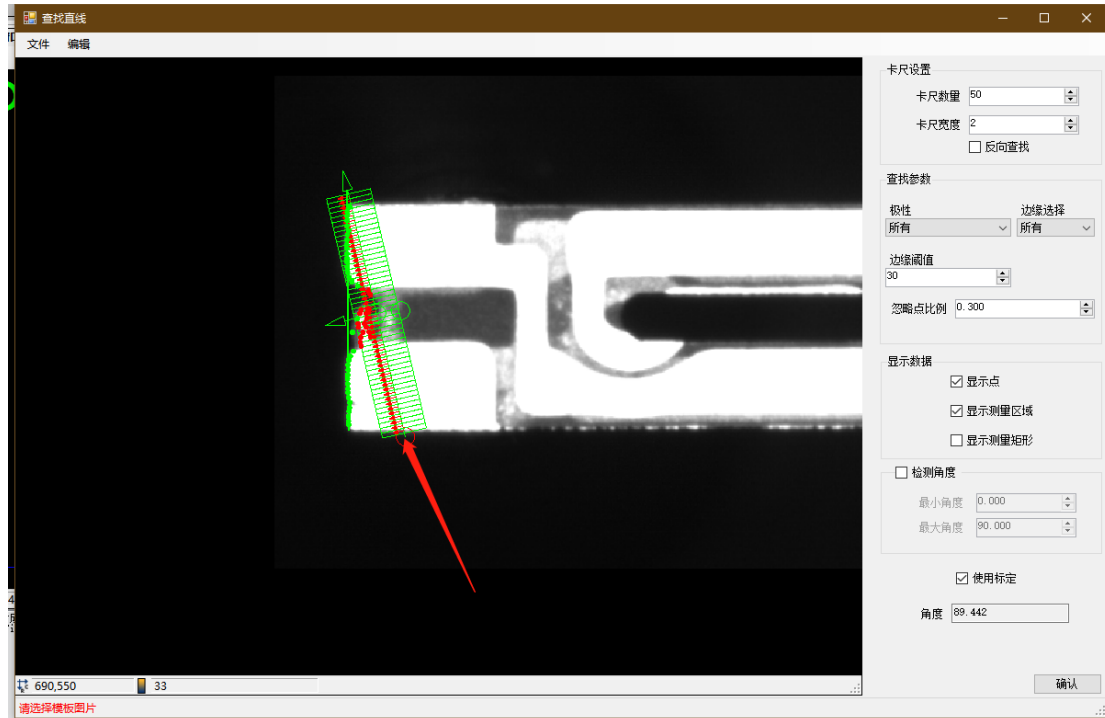 查找直线
文件 编辑
卡尺设置
卡尺数量 50
卡尺宽度 2
反向查找
查找参数
极性 边缘选择
所有 所有
边缘阈值
30
忽略点比例 0.300
显示数据
显示点
显示测量区域
显示测量矩形
检测角度
最小角度 0.000
最大角度 90.000
使用标定
角度 89.442
690,550 33
确认
请选择模板图片